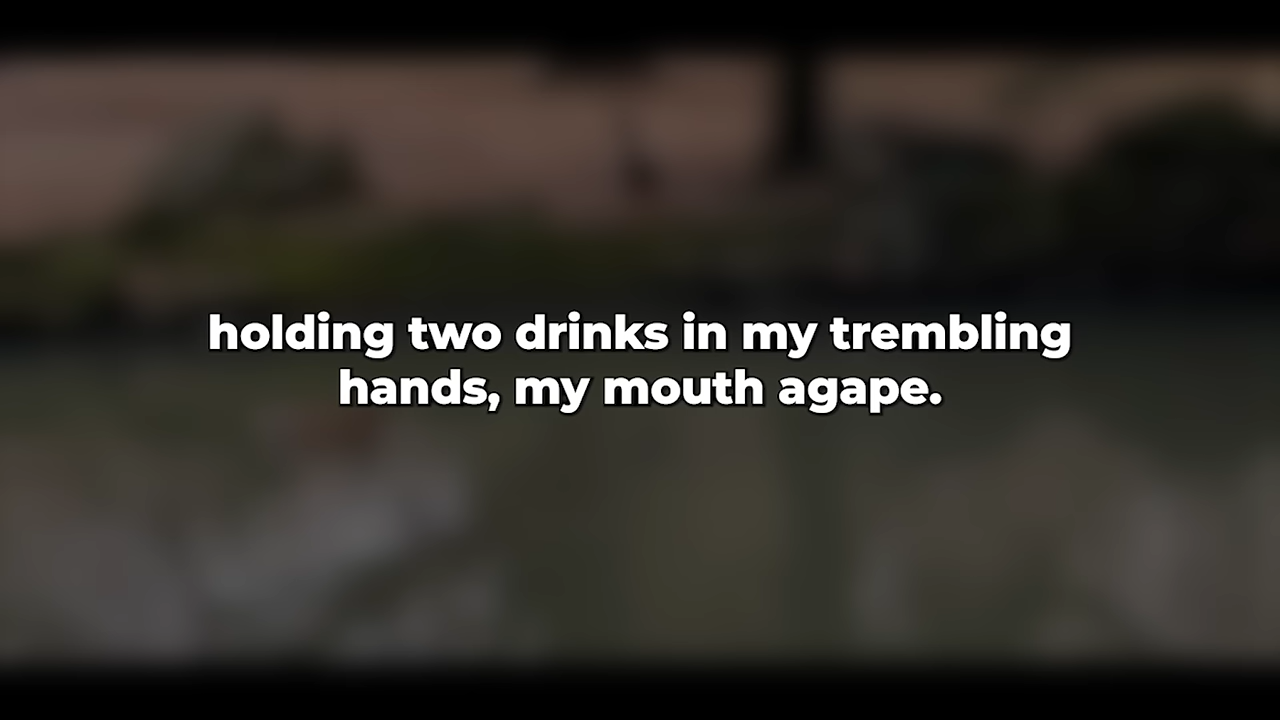 holding two drinks in my trembling
hands, my mouth agape.